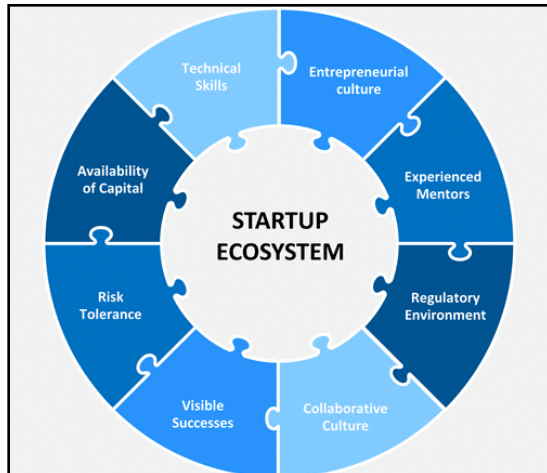 Technical
Skills
Entrepreneurial
culture
Availability
of Capital
Experienced
Mentors
STARTUP
ECOSYSTEM
Risk
Tolerance
Regulatory
Environment
Visible
Successes
Collaborative
Culture